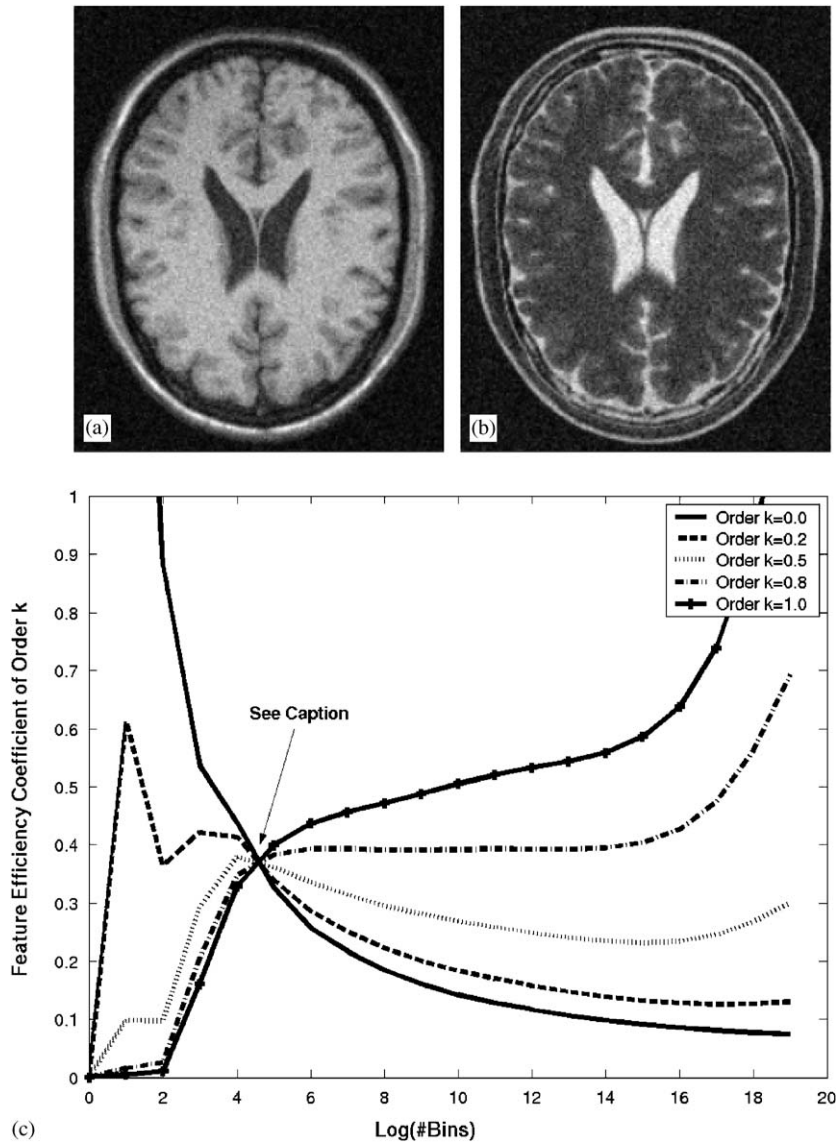 (a)
(b)
Feature Efficiency Coefficient of Order k
1
0.9
0.8
0.7
0.6
0.5
0.4
0.3
0.2
0.1
0
See Caption
Order k=0.0
Order k=0.2
Order k=0.5
Order k=0.8
Order k=1.0
0 2 4 6 8 10 12 14 16 18 20
(c)
Log(#Bins)